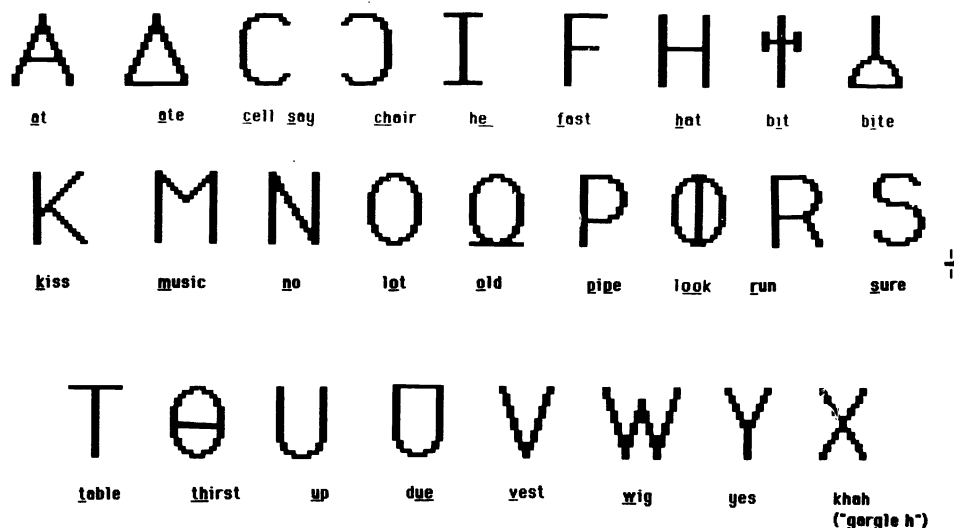 A Δ C Ɔ I F H ‡ ⫰
at ate cell say chair he fast hat bit bite
K M N O Ω P Φ R S
kiss music no lot old pipe look run sure
T Θ U V W Y X
table thirst up due vest wig yes khah
("gargle h")